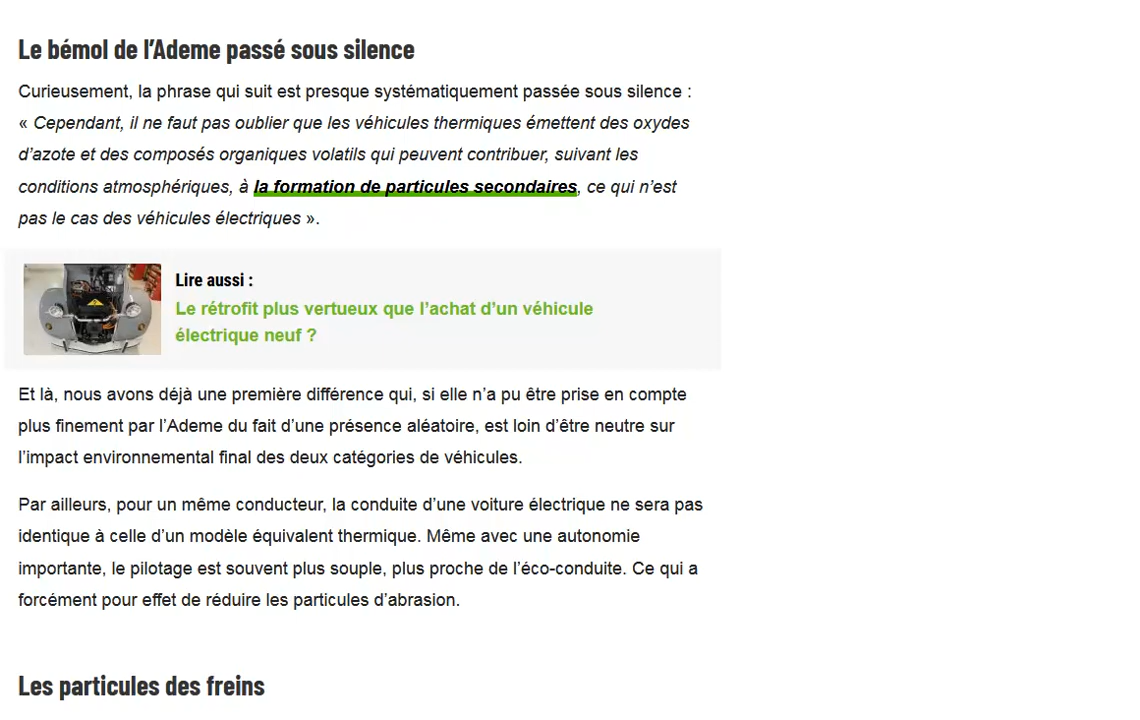 Le bémol de l’Ademe passé sous silence
Curieusement, la phrase qui suit est presque systématiquement passée sous silence :
« Cependant, il ne faut pas oublier que les véhicules thermiques émettent des oxydes
d’azote et des composés organiques volatils qui peuvent contribuer, suivant les
conditions atmosphériques, à la formation de particules secondaires, ce qui n’est
pas le cas des véhicules électriques ».
Lire aussi :
Le rétrofit plus vertueux que l’achat d’un véhicule
électrique neuf ?
Et là, nous avons déjà une première différence qui, si elle n’a pu être prise en compte
plus finement par l’Ademe du fait d’une présence aléatoire, est loin d’être neutre sur
l’impact environnemental final des deux catégories de véhicules.
Par ailleurs, pour un même conducteur, la conduite d’une voiture électrique ne sera pas
identique à celle d’un modèle équivalent thermique. Même avec une autonomie
importante, le pilotage est souvent plus souple, plus proche de l’éco-conduite. Ce qui a
forcément pour effet de réduire les particules d’abrasion.
Les particules des freins